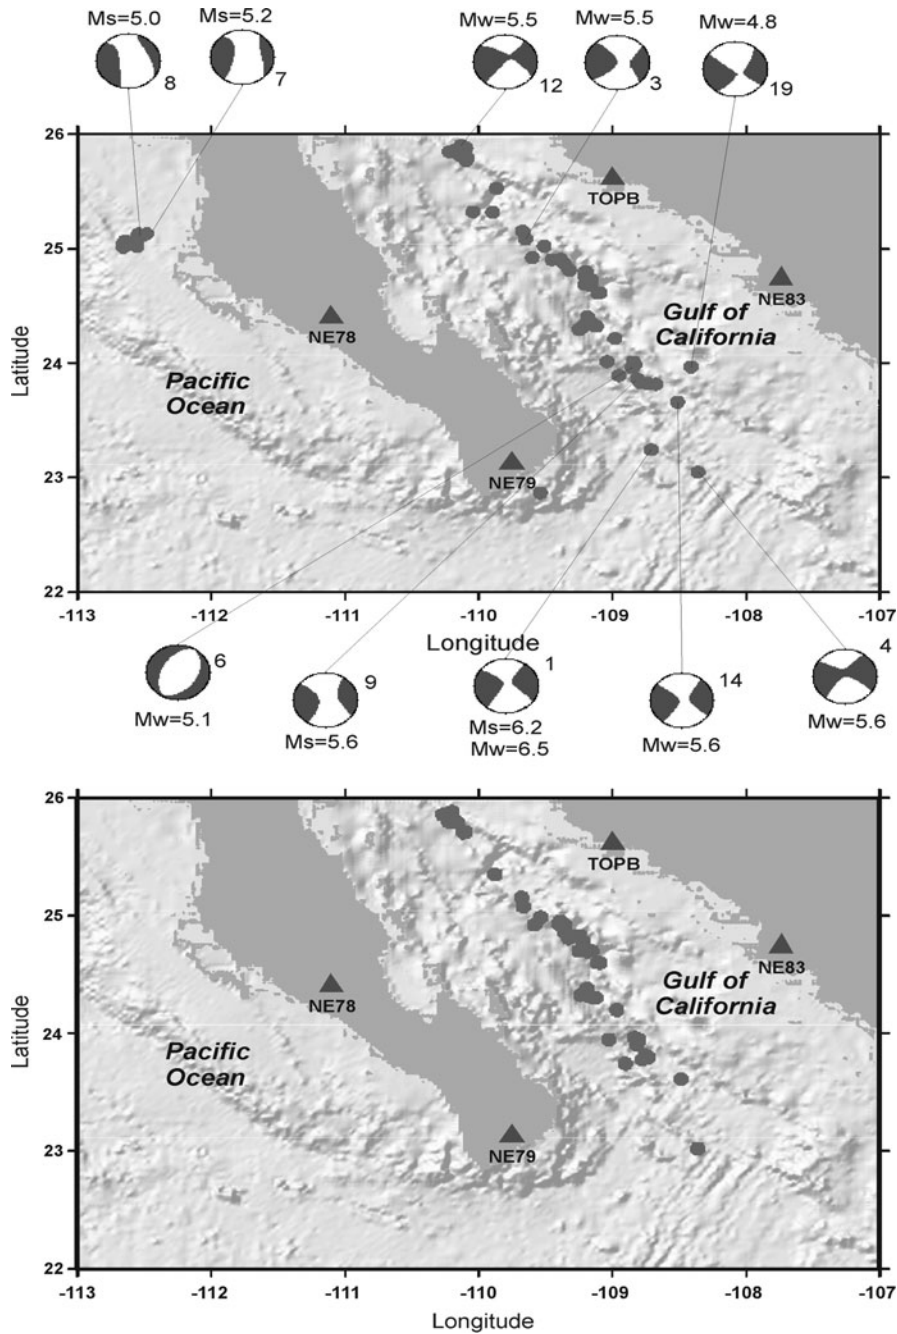 Ms=5.0
Ms=5.2
Mw=5.5
Mw=5.5
Mw=4.8
8
7
12
3
19
26
25
24
23
22
Latitude
TOPB
NE83
NE78
NE79
Gulf of
California
Pacific
Ocean
-113
-112
-111
-110
-109
-108
-107
Longitude
6
Mw=5.1
9
Ms=5.6
1
Ms=6.2
Mw=6.5
14
Mw=5.6
4
Mw=5.6
26
25
24
23
22
Latitude
TOPB
NE83
NE78
NE79
Gulf of
California
Pacific
Ocean
-113
-112
-111
-110
-109
-108
-107
Longitude